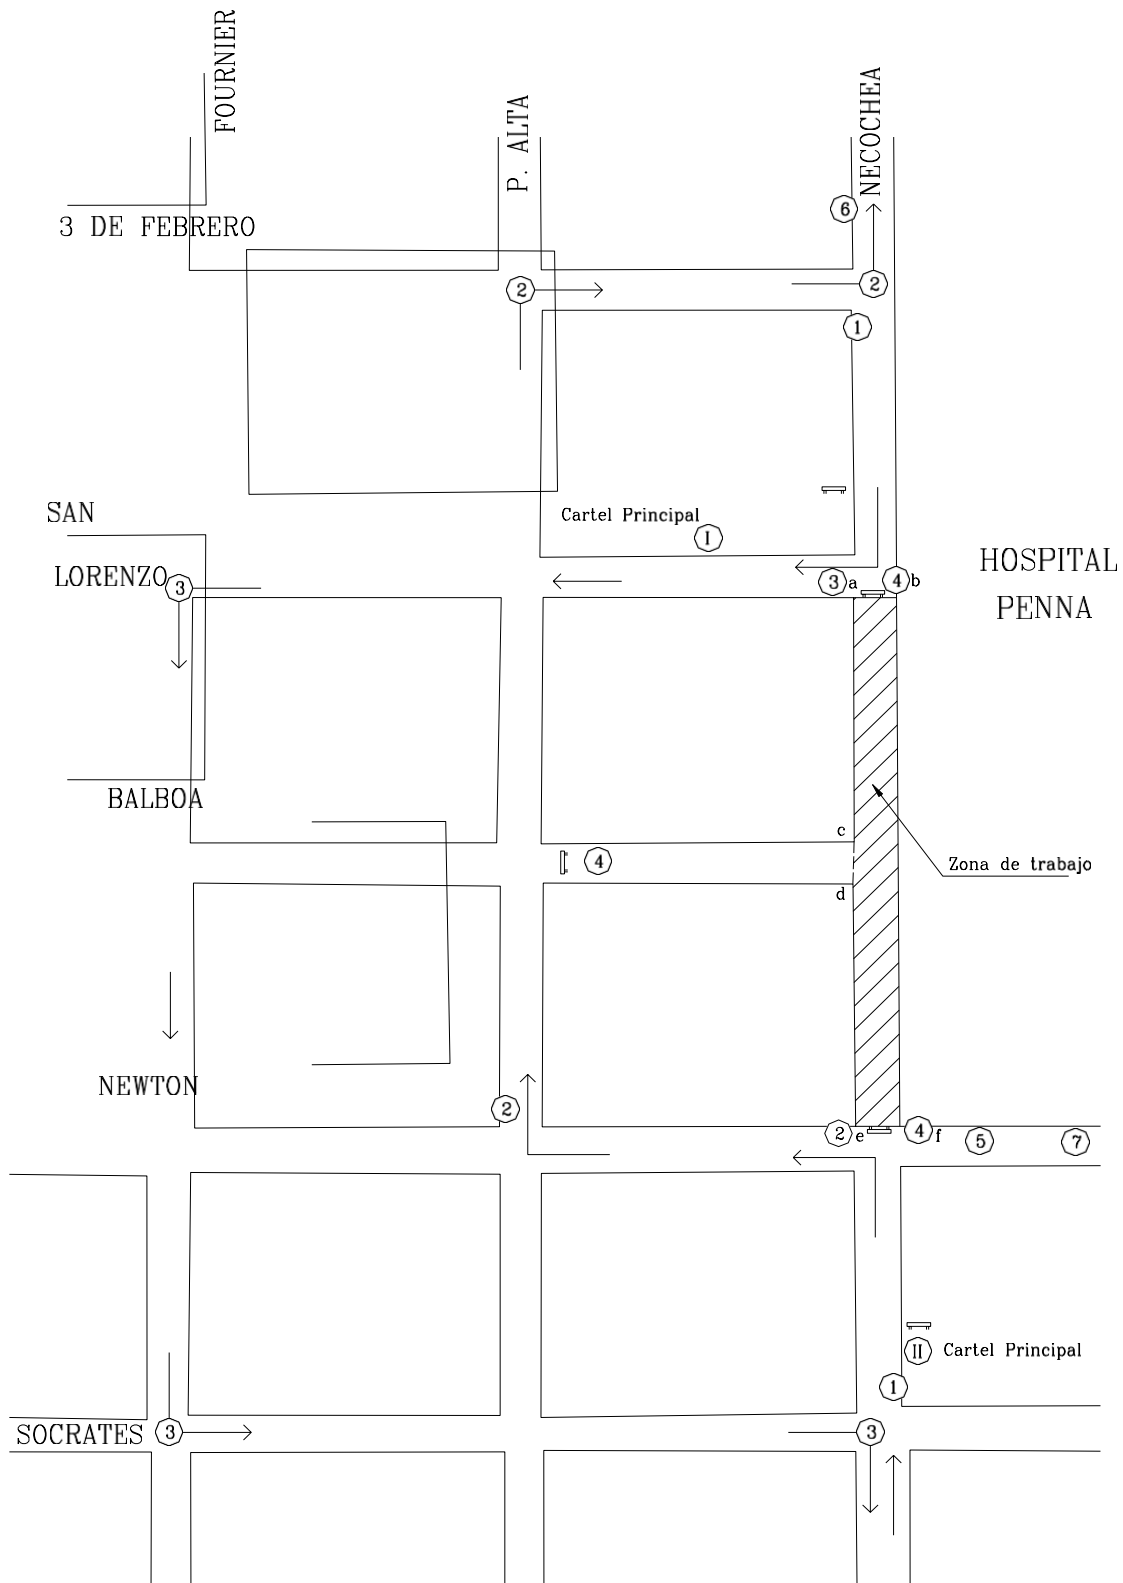 FOURNIER
P. ALTA
NECOCHEA
6
3 DE FEBRERO
2
2
1
SAN
Cartel Principal
I
HOSPITAL
LORENZO
3
3 a
4 b
PENNA
BALBOA
c
4
Zona de trabajo
d
NEWTON
2
2 e
4 f
5
7
II
Cartel Principal
1
SOCRATES
3
3